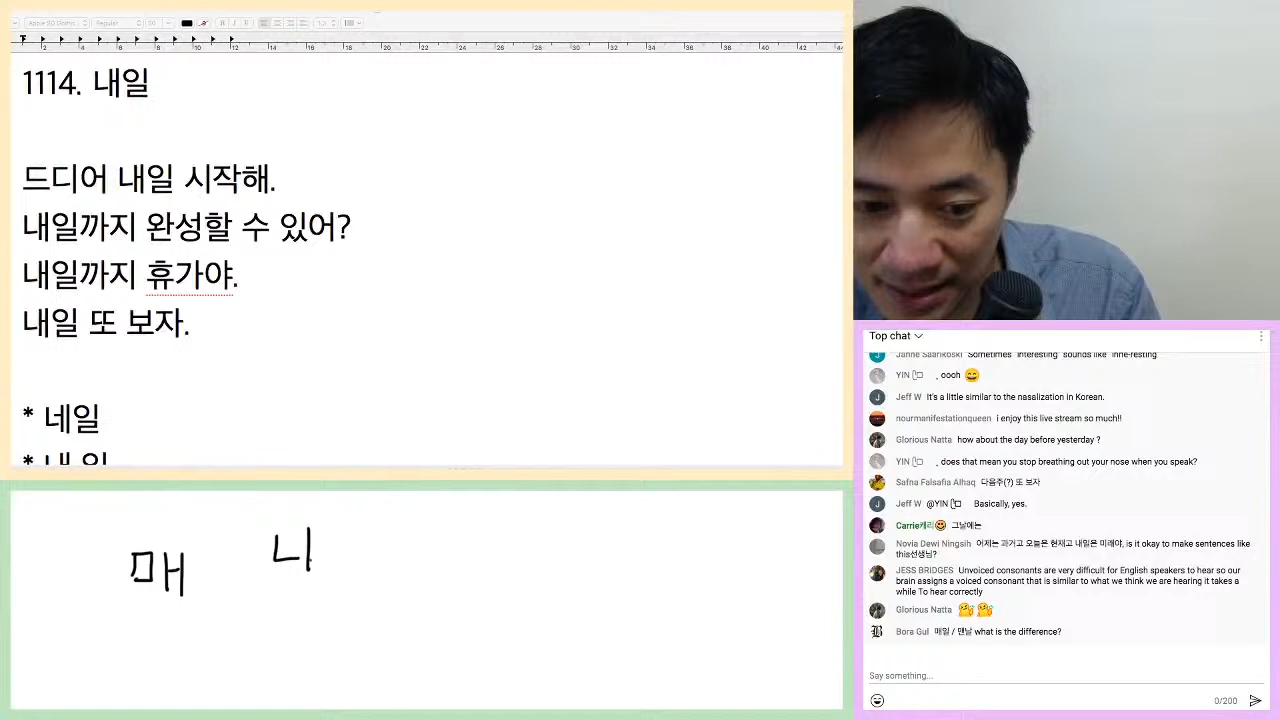 Apple SD Gothic
Regular
1114. 내일
드디어 내일 시작해.
내일까지 완성할 수 있어?
내일까지 휴가야.
내일 또 보자.
* 네일
매 니
Top chat
Janne Saarikoski Sometimes "interesting" sounds like "inne-resting"
YIN , oooh 😄
Jeff W It's a little similar to the nasalization in Korean.
nourmanifestationqueen i enjoy this live stream so much!!
Glorious Natta how about the day before yesterday ?
YIN , does that mean you stop breathing out your nose when you speak?
Safna Falsafia Alhaq 다음주(?) 또 보자
Jeff W @YIN Basically, yes.
Carrie캐리 그날에는
Novia Dewi Ningsih 어제는 과거고 오늘은 현재고 내일은 미래야, is it okay to make sentences like
this선생님?
JESS BRIDGES Unvoiced consonants are very difficult for English speakers to hear so our
brain assigns a voiced consonant that is similar to what we think we are hearing it takes a
while To hear correctly
Glorious Natta 🤗 🤗
Bora Gul 매일 / 맨날 what is the difference?
Say something...
0/200